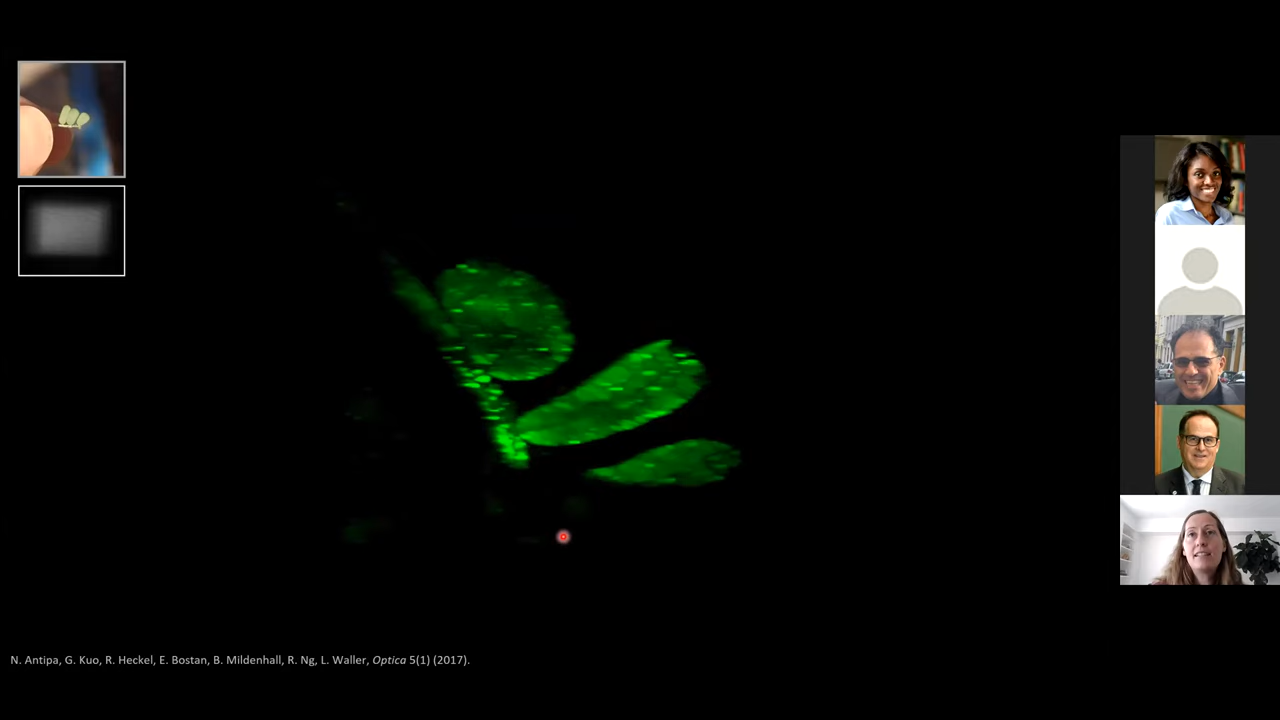 N. Antipa, G. Kuo, R. Heckel, E. Bostan, B. Mildenhall, R. Ng, L. Waller, Optica 5(1) (2017).